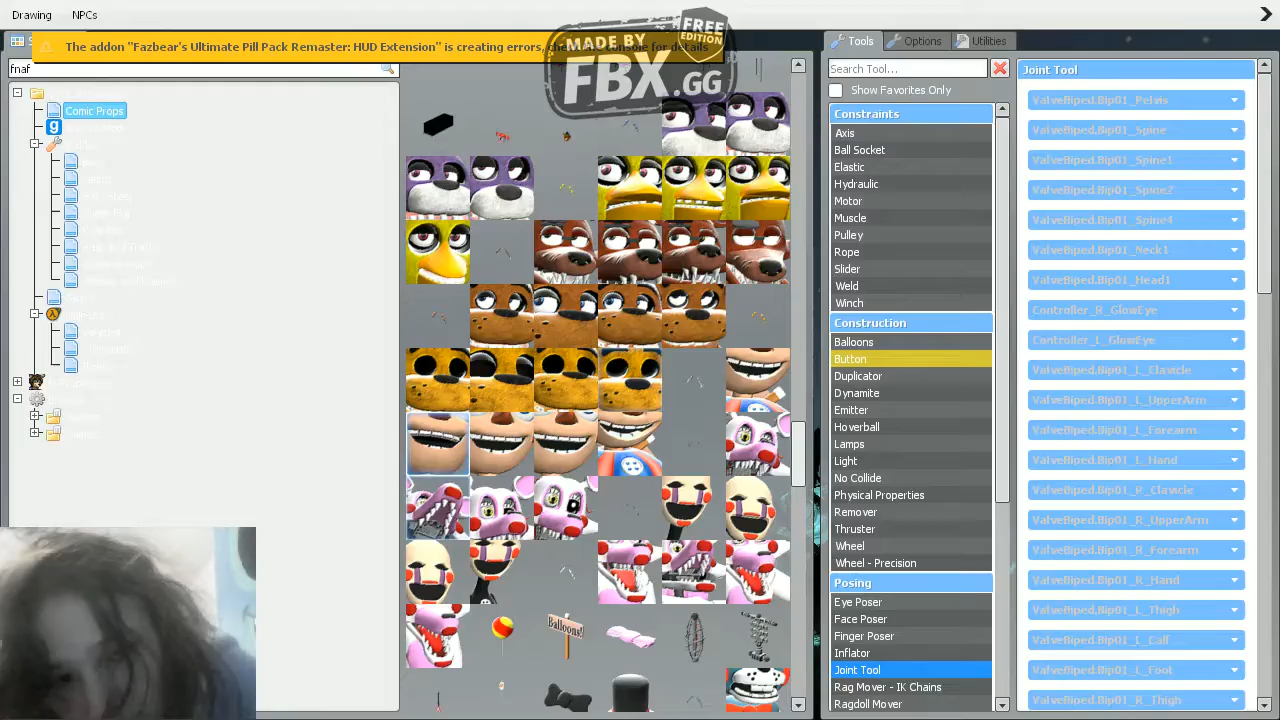 Drawing NPCs
The addon "Fazbear's Ultimate Pill Pack Remaster: HUD Extension" is creating errors, check the console for details
MADE BY
FREE
EDITION
FBX.GG
fnaf
Comic Props
Balloons!
Tools
Options
Utilities
Search Tool...
Show Favorites Only
Constraints
Axis
Ball Socket
Elastic
Hydraulic
Motor
Muscle
Pulley
Rope
Slider
Weld
Winch
Construction
Balloons
Button
Duplicator
Dynamite
Emitter
Hoverball
Lamps
Light
No Collide
Physical Properties
Remover
Thruster
Wheel
Wheel - Precision
Posing
Eye Poser
Face Poser
Finger Poser
Inflator
Joint Tool
Rag Mover - IK Chains
Ragdoll Mover
Joint Tool
ValveBiped.Bip01_Pelvis
ValveBiped.Bip01_Spine
ValveBiped.Bip01_Spine1
ValveBiped.Bip01_Spine2
ValveBiped.Bip01_Spine4
ValveBiped.Bip01_Neck1
ValveBiped.Bip01_Head1
Controller_R_GlowEye
Controller_L_GlowEye
ValveBiped.Bip01_L_Clavicle
ValveBiped.Bip01_L_UpperArm
ValveBiped.Bip01_L_Forearm
ValveBiped.Bip01_L_Hand
ValveBiped.Bip01_R_Clavicle
ValveBiped.Bip01_R_UpperArm
ValveBiped.Bip01_R_Forearm
ValveBiped.Bip01_R_Hand
ValveBiped.Bip01_L_Thigh
ValveBiped.Bip01_L_Calf
ValveBiped.Bip01_L_Foot
ValveBiped.Bip01_R_Thigh